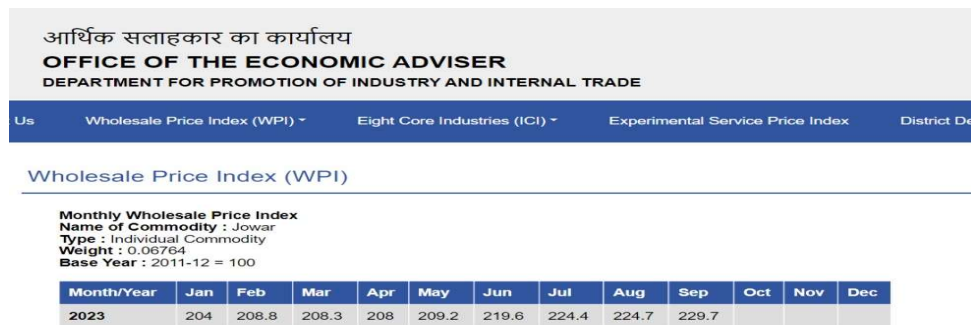 आर्थिक सलाहकार का कार्यालय
OFFICE OF THE ECONOMIC ADVISER
DEPARTMENT FOR PROMOTION OF INDUSTRY AND INTERNAL TRADE
Us Wholesale Price Index (WPI) Eight Core Industries (ICI) Experimental Service Price Index District De
Wholesale Price Index (WPI)
Monthly Wholesale Price Index
Name of Commodity : Jowar
Type : Individual Commodity
Weight : 0.06764
Base Year : 2011-12 = 100
Month/Year Jan Feb Mar Apr May Jun Jul Aug Sep Oct Nov Dec
2023 204 208.8 208.3 208 209.2 219.6 224.4 224.7 229.7